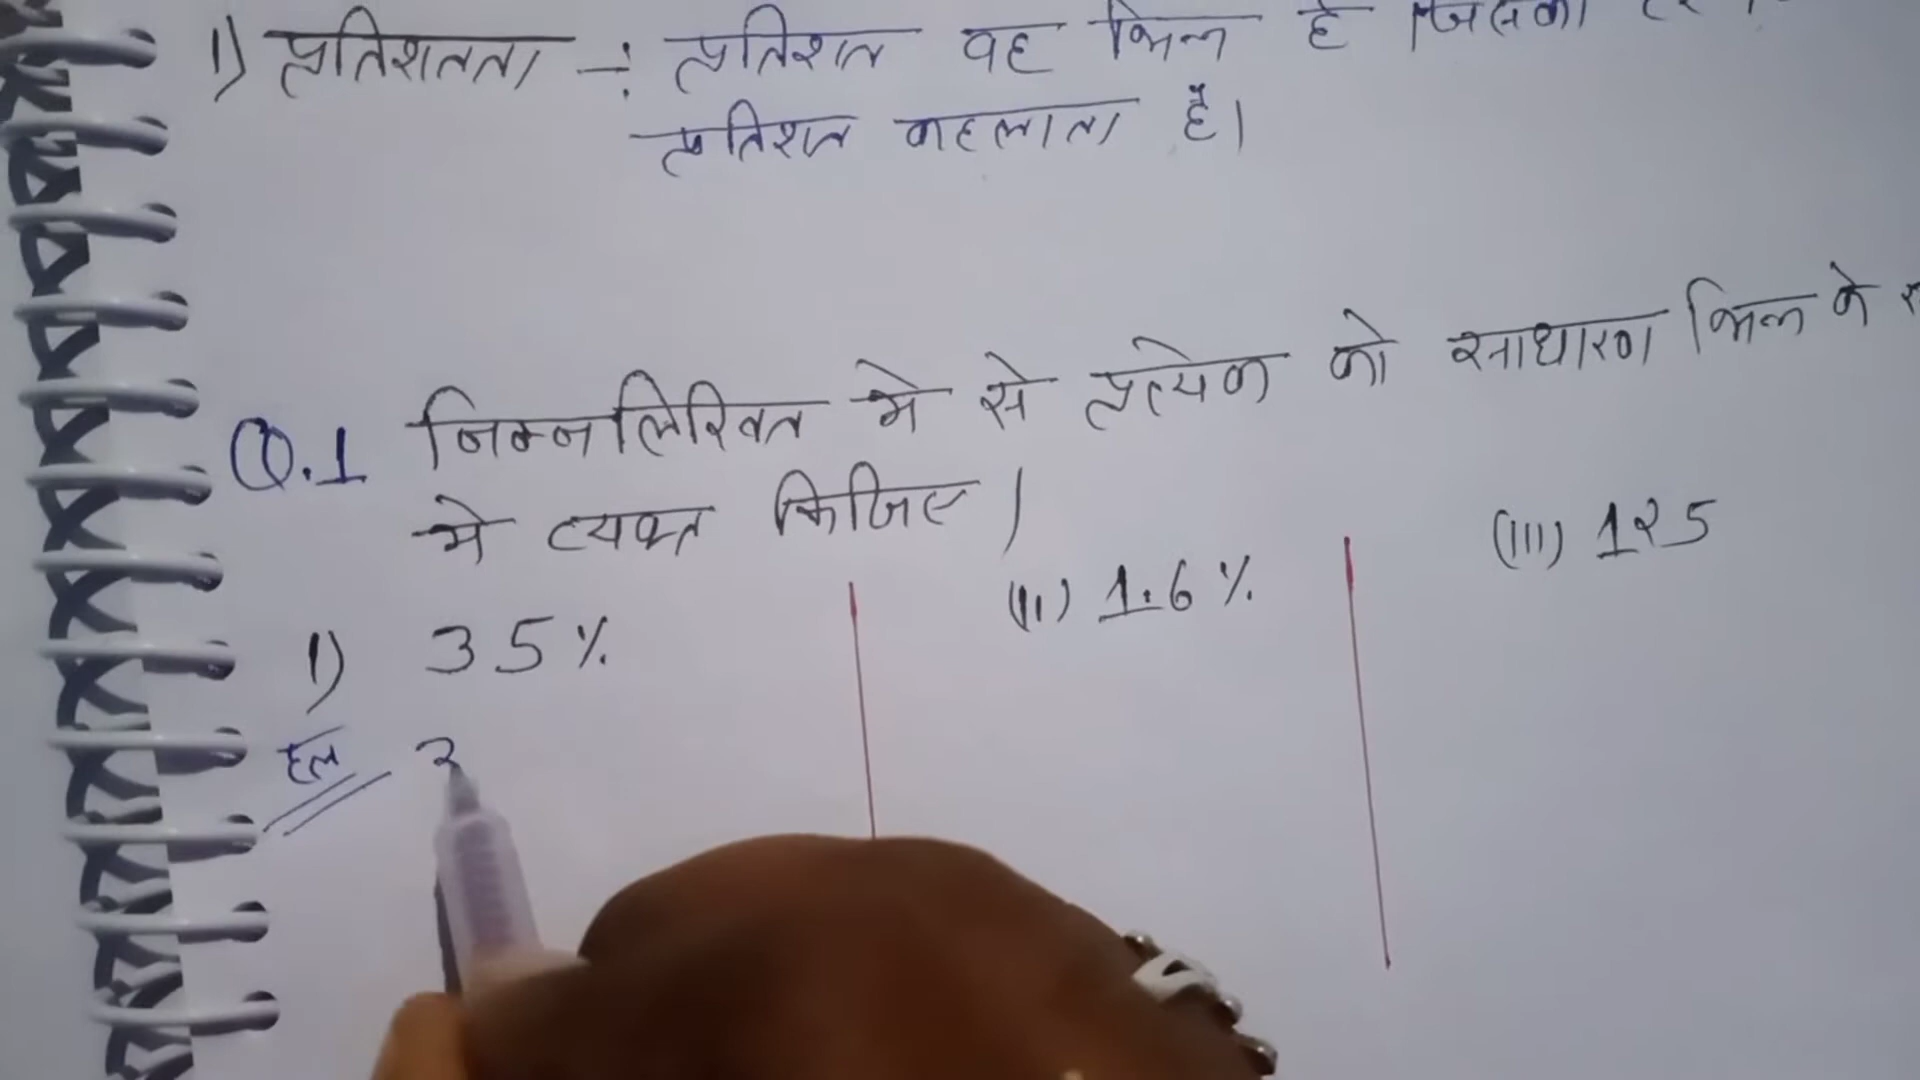 1) प्रतिशतता -: प्रतिशत वह भिन्न है जिसका
प्रतिशत कहलाता है।
Q.1 निम्नलिखित मे से प्रत्येक को साधारण भिन्न के
मे व्यक्त किजिए।
1) 35%
(ii) 1.6%
(iii) 125
हल 3